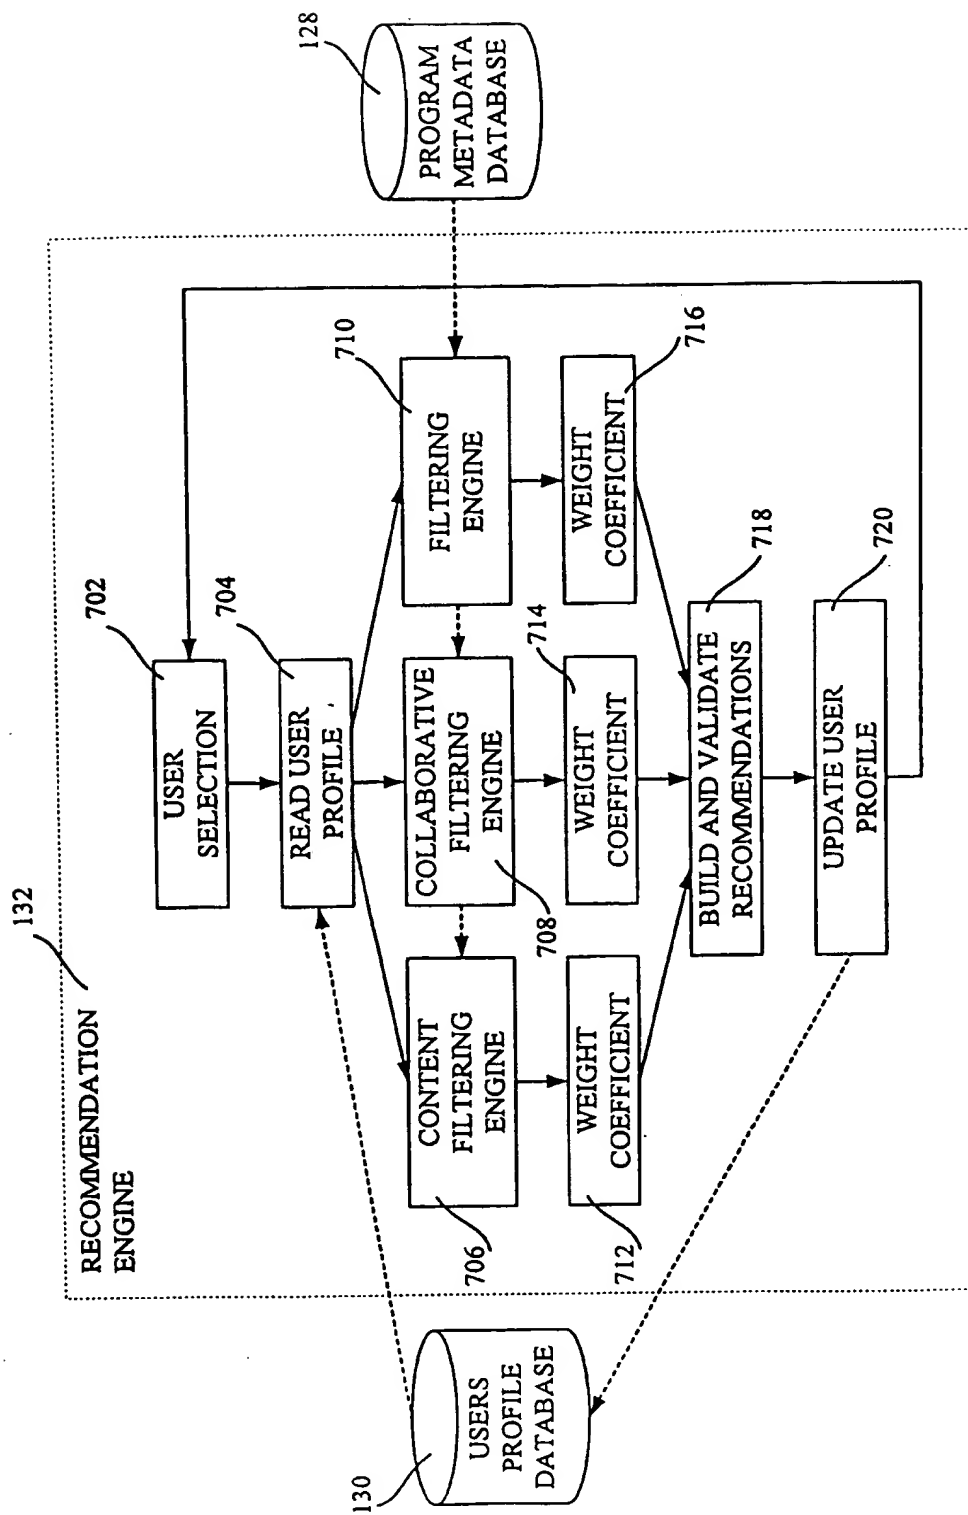 RECOMMENDATION
ENGINE
132
702
USER
SELECTION
704
READ USER
PROFILE
130
USERS
PROFILE
DATABASE
706
CONTENT
FILTERING
ENGINE
708
COLLABORATIVE
FILTERING
ENGINE
710
FILTERING
ENGINE
128
PROGRAM
METADATA
DATABASE
712
WEIGHT
COEFFICIENT
714
WEIGHT
COEFFICIENT
716
WEIGHT
COEFFICIENT
718
BUILD AND VALIDATE
RECOMMENDATIONS
720
UPDATE USER
PROFILE